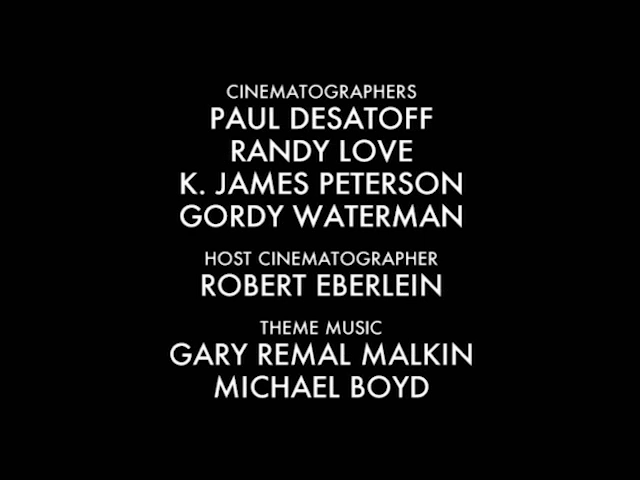 CINEMATOGRAPHERS
PAUL DESATOFF
RANDY LOVE
K. JAMES PETERSON
GORDY WATERMAN
HOST CINEMATOGRAPHER
ROBERT EBERLEIN
THEME MUSIC
GARY REMAL MALKIN
MICHAEL BOYD